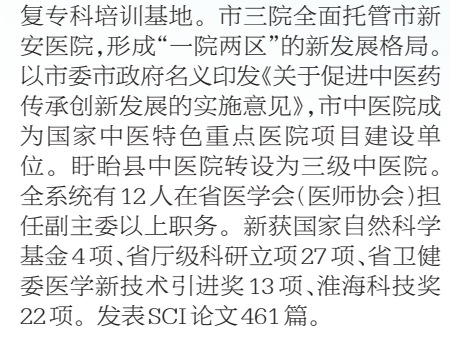 复专科培训基地。市三院全面托管市新
安医院,形成“一院两区”的新发展格局。
以市委市政府名义印发《关于促进中医药
传承创新发展的实施意见》,市中医院成
为国家中医特色重点医院项目建设单
位。盱眙县中医院转设为三级中医院。
全系统有12人在省医学会(医师协会)担
任副主委以上职务。新获国家自然科学
基金4项、省厅级科研立项27项、省卫健
委医学新技术引进奖13项、淮海科技奖
22项。发表SCI论文461篇。